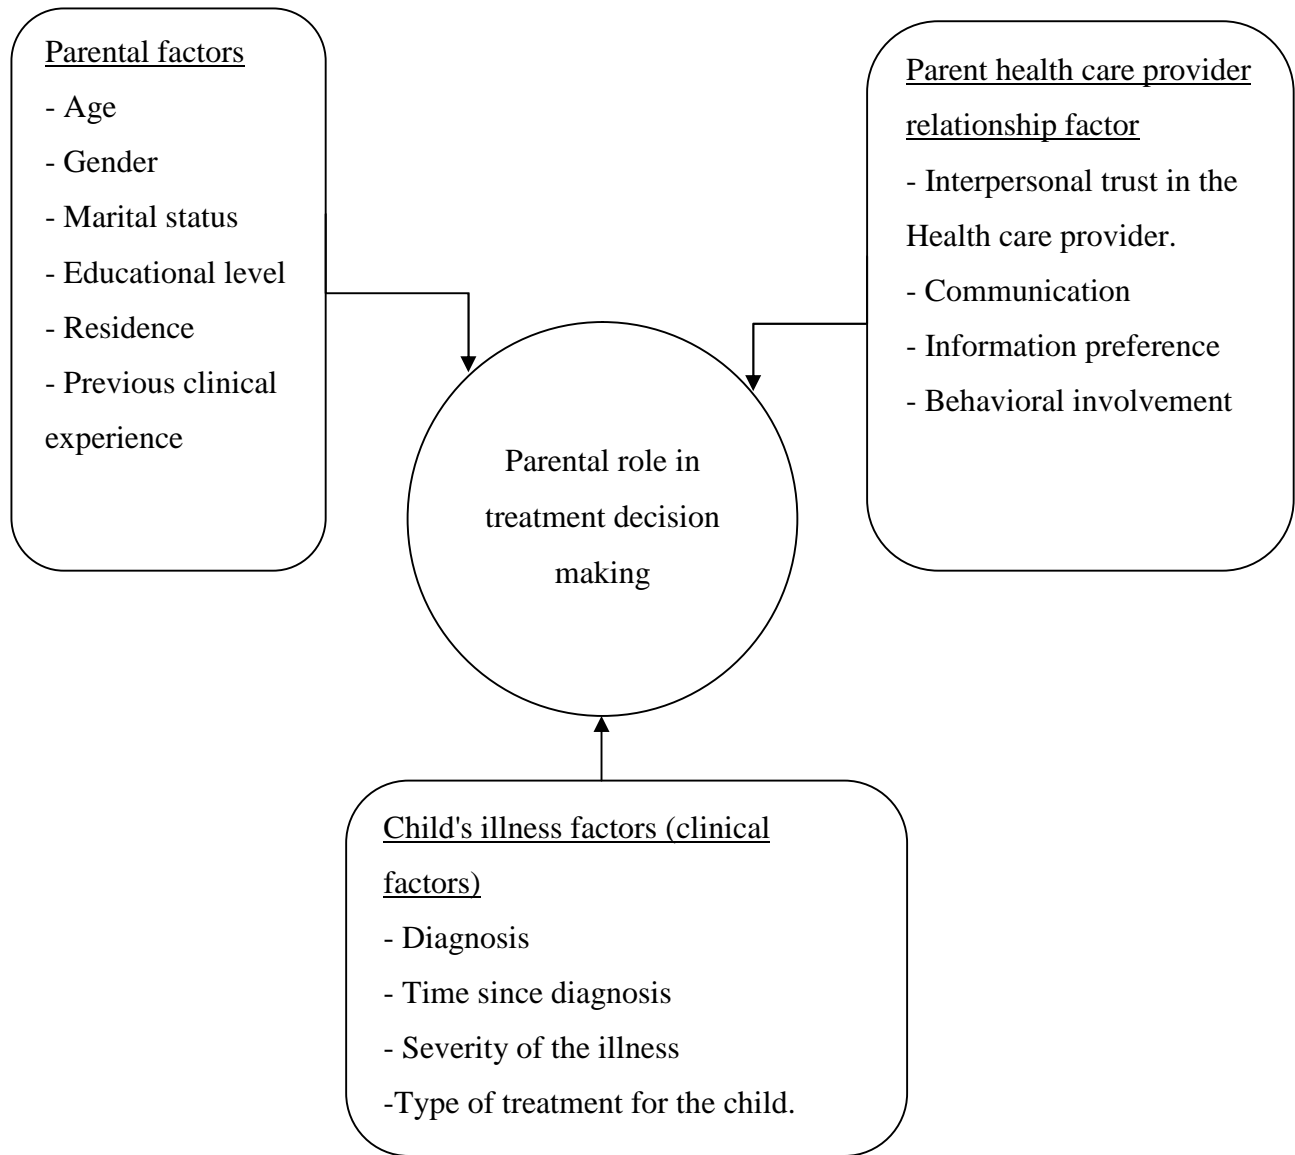 Parental factors
- Age
- Gender
- Marital status
- Educational level
- Residence
- Previous clinical
experience
Parent health care provider
relationship factor
- Interpersonal trust in the
Health care provider.
- Communication
- Information preference
- Behavioral involvement
Parental role in
treatment decision
making
Child's illness factors (clinical
factors)
- Diagnosis
- Time since diagnosis
- Severity of the illness
-Type of treatment for the child.